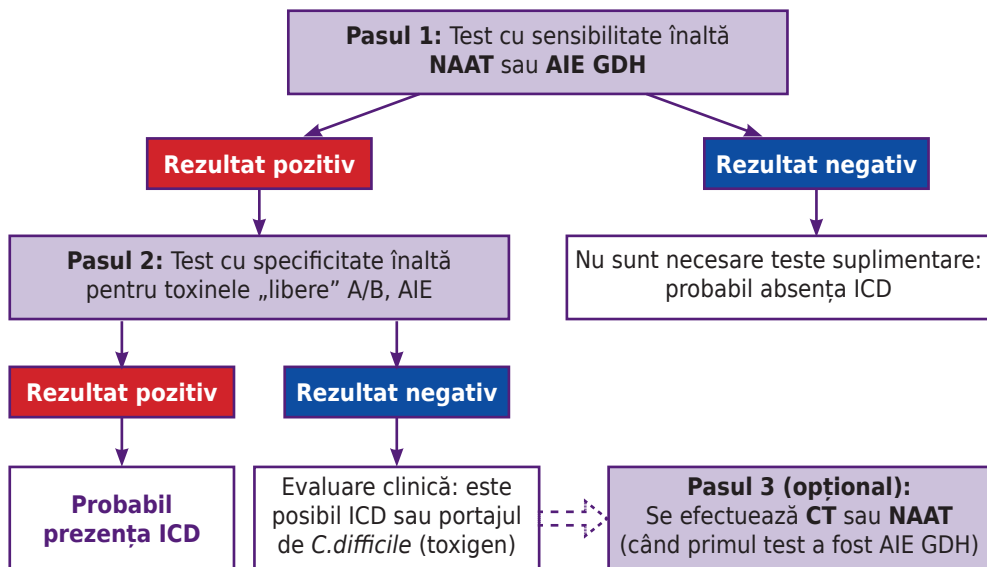 Pasul 1: Test cu sensibilitate înaltă
NAAT sau AIE GDH
Rezultat pozitiv
Rezultat negativ
Pasul 2: Test cu specificitate înaltă
pentru toxinele „libere” A/B, AIE
Nu sunt necesare teste suplimentare:
probabil absența ICD
Rezultat pozitiv
Rezultat negativ
Probabil
prezența ICD
Evaluare clinică: este
posibil ICD sau portajul
de C.difficile (toxigen)
Pasul 3 (opțional):
Se efectuează CT sau NAAT
(când primul test a fost AIE GDH)